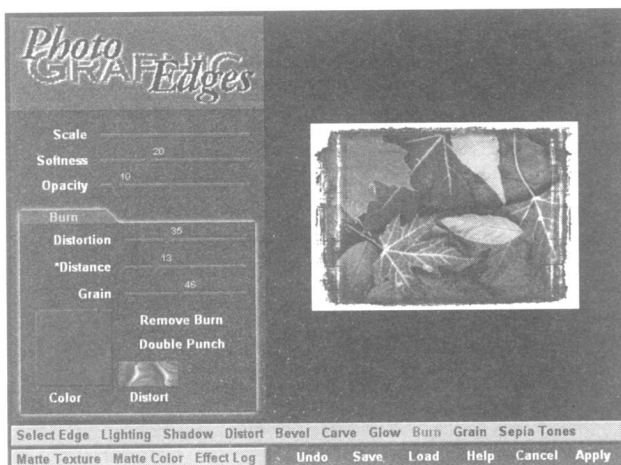 Photo
GRAPHIC
Edges
Scale
Softness 20
Opacity 10
Burn
Distortion 35
*Distance 13
Grain 46
Remove Burn
Double Punch
Color Distort
Select Edge Lighting Shadow Distort Bevel Carve Glow Burn Grain Sepia Tones
Matte Texture Matte Color Effect Log Undo Save Load Help Cancel Apply